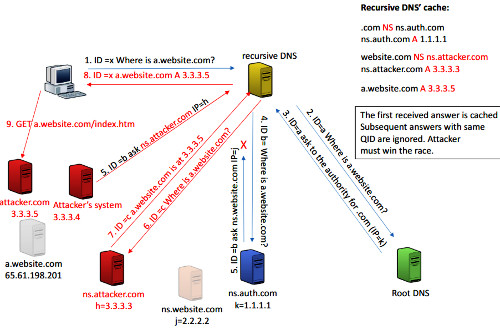 Recursive DNS' cache:
.com NS ns.auth.com
ns.auth.com A 1.1.1.1
website.com NS ns.attacker.com
ns.attacker.com A 3.3.3.3
a.website.com A 3.3.3.5
The first received answer is cached
Subsequent answers with same
QID are ignored. Attacker
must win the race.
recursive DNS
1. ID =x Where is a.website.com?
8. ID =x a.website.com A 3.3.3.5
9. GET a.website.com/index.htm
5. ID =b ask ns.attacker.com IP=h
7. ID =c a.website.com is at 3.3.3.5
6. ID =c Where is a.website.com?
4. ID b= Where is a.website.com?
X
5. ID =b ask ns.website.com IP=j
2. ID=a Where is a.website.com?
3. ID=a ask to the authority for .com (IP=k)
attacker.com
3.3.3.5
Attacker's system
3.3.3.4
a.website.com
65.61.198.201
ns.attacker.com
h=3.3.3.3
ns.website.com
j=2.2.2.2
ns.auth.com
k=1.1.1.1
Root DNS